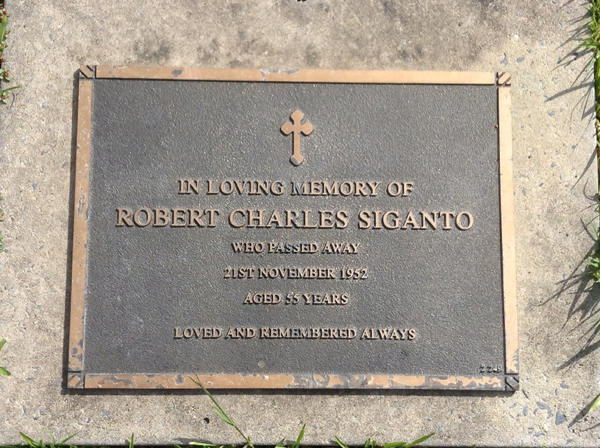 IN LOVING MEMORY OF
ROBERT CHARLES SIGANTO
WHO PASSED AWAY
21ST NOVEMBER 1952
AGED 55 YEARS
LOVED AND REMEMBERED ALWAYS